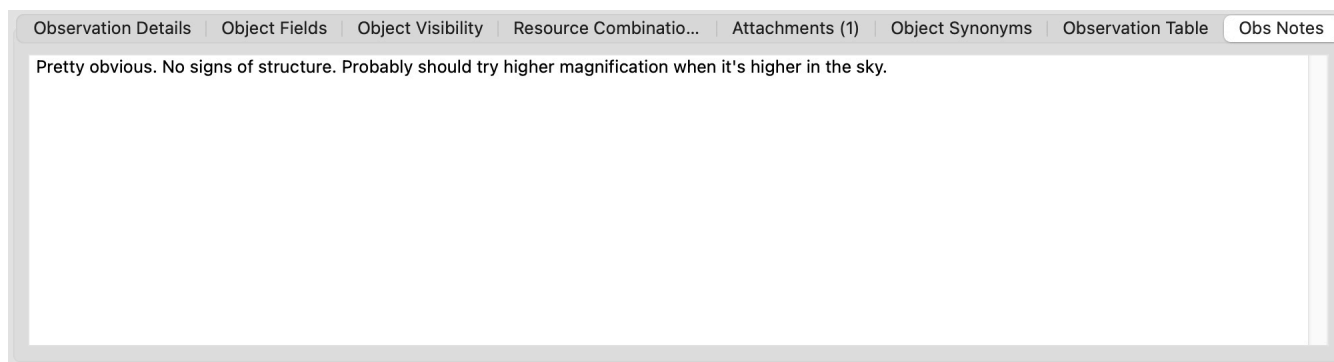 Observation Details Object Fields Object Visibility Resource Combinatio... Attachments (1) Object Synonyms Observation Table Obs Notes
Pretty obvious. No signs of structure. Probably should try higher magnification when it's higher in the sky.